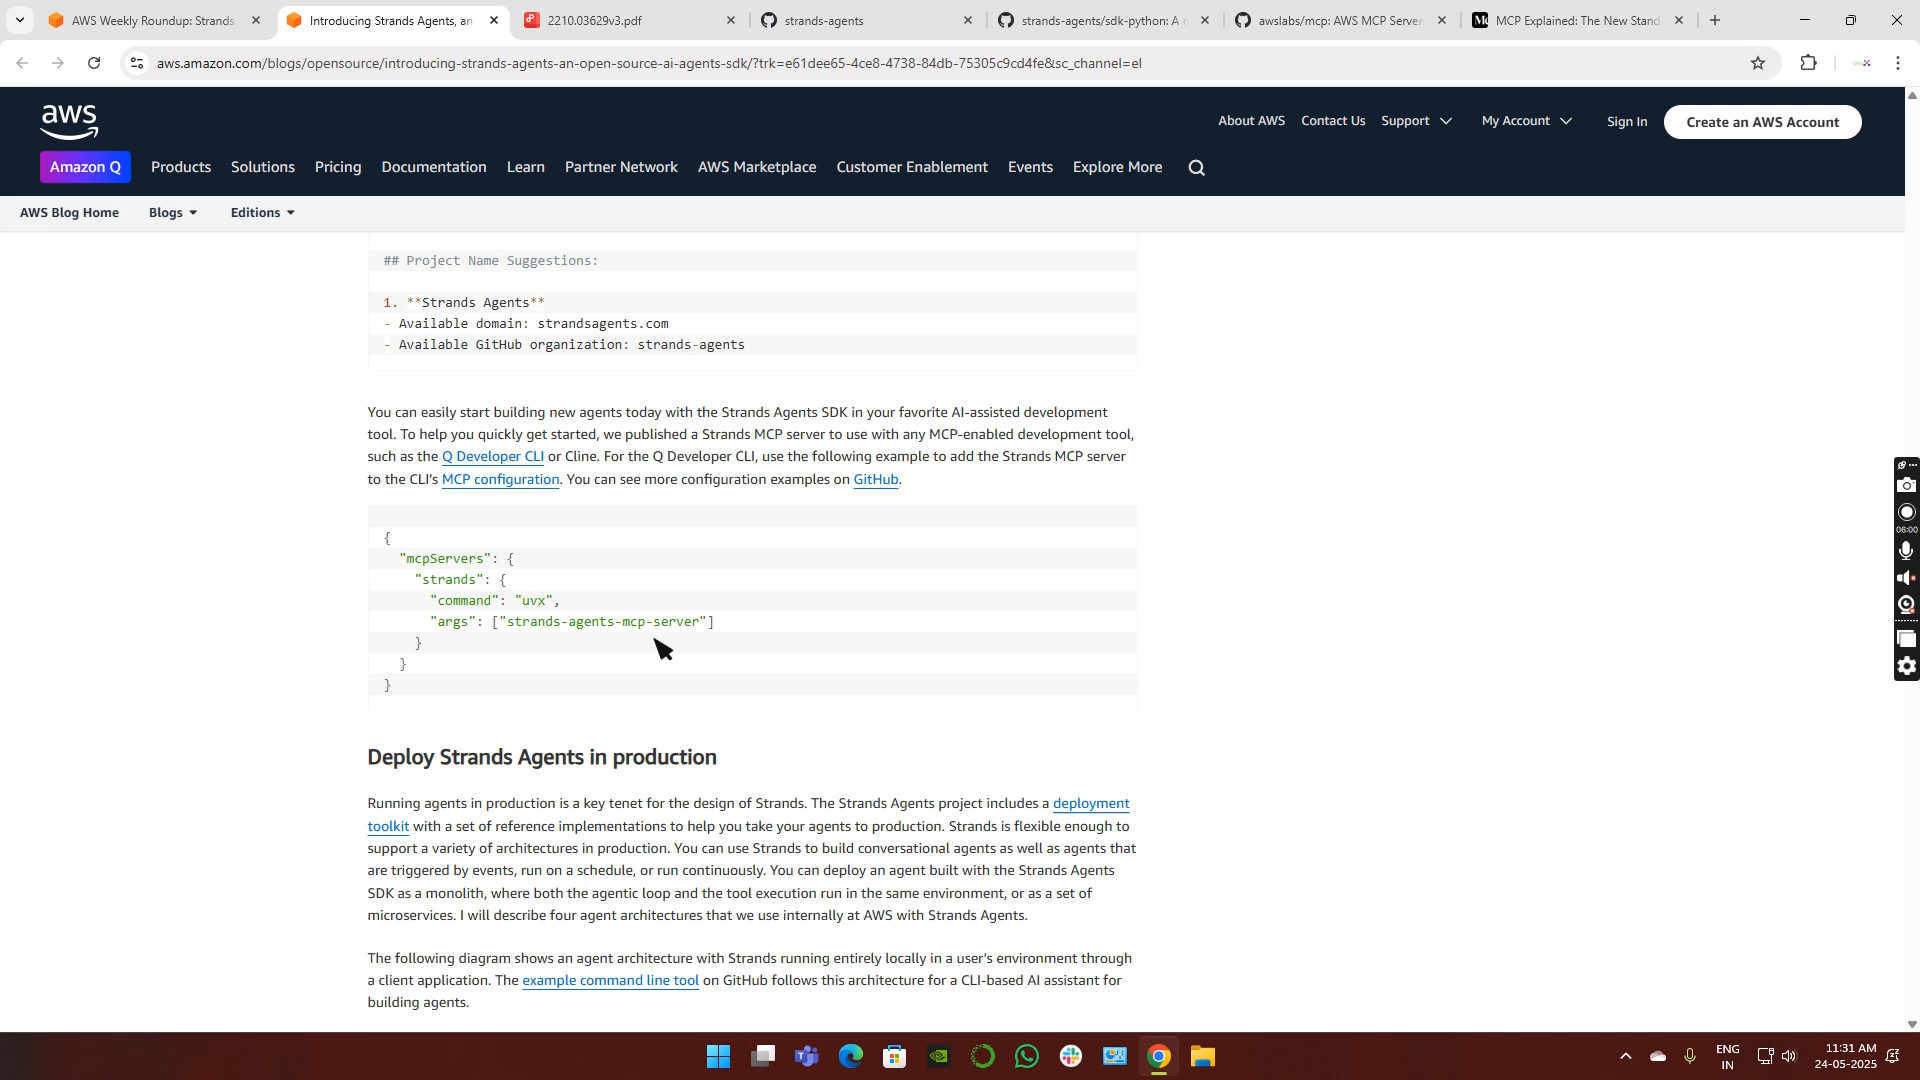 AWS Weekly Roundup: Strands
Introducing Strands Agents, an
2210.03629v3.pdf
strands-agents
strands-agents/sdk-python: A
awslabs/mcp: AWS MCP Server
MCP Explained: The New Stand
aws.amazon.com/blogs/opensource/introducing-strands-agents-an-open-source-ai-agents-sdk/?trk=e61dee65-4ce8-4738-84db-75305c9cd4fe&sc_channel=el
aws
About AWS Contact Us Support My Account Sign In Create an AWS Account
Amazon Q Products Solutions Pricing Documentation Learn Partner Network AWS Marketplace Customer Enablement Events Explore More
AWS Blog Home Blogs Editions
## Project Name Suggestions:
1. **Strands Agents**
- Available domain: strandsagents.com
- Available GitHub organization: strands-agents
You can easily start building new agents today with the Strands Agents SDK in your favorite AI-assisted development
tool. To help you quickly get started, we published a Strands MCP server to use with any MCP-enabled development tool,
such as the Q Developer CLI or Cline. For the Q Developer CLI, use the following example to add the Strands MCP server
to the CLI's MCP configuration. You can see more configuration examples on GitHub.
{
"mcpServers": {
"strands": {
"command": "uvx",
"args": ["strands-agents-mcp-server"]
}
}
}
Deploy Strands Agents in production
Running agents in production is a key tenet for the design of Strands. The Strands Agents project includes a deployment
toolkit with a set of reference implementations to help you take your agents to production. Strands is flexible enough to
support a variety of architectures in production. You can use Strands to build conversational agents as well as agents that
are triggered by events, run on a schedule, or run continuously. You can deploy an agent built with the Strands Agents
SDK as a monolith, where both the agentic loop and the tool execution run in the same environment, or as a set of
microservices. I will describe four agent architectures that we use internally at AWS with Strands Agents.
The following diagram shows an agent architecture with Strands running entirely locally in a user's environment through
a client application. The example command line tool on GitHub follows this architecture for a CLI-based AI assistant for
building agents.
06:00
ENG
IN
11:31 AM
24-05-2025